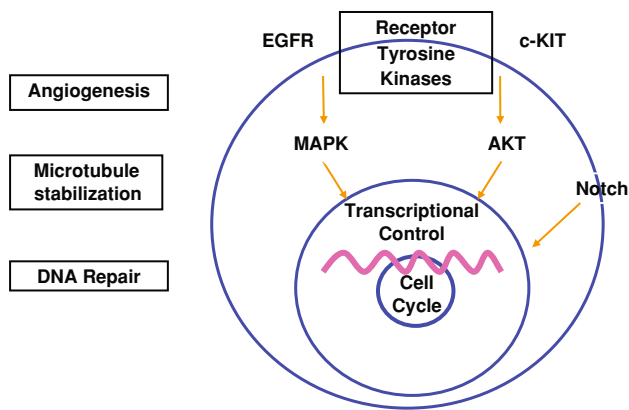 EGFR
Receptor
Tyrosine
Kinases
c-KIT
Angiogenesis
MAPK
AKT
Microtubule
stabilization
Notch
Transcriptional
Control
DNA Repair
Cell
Cycle